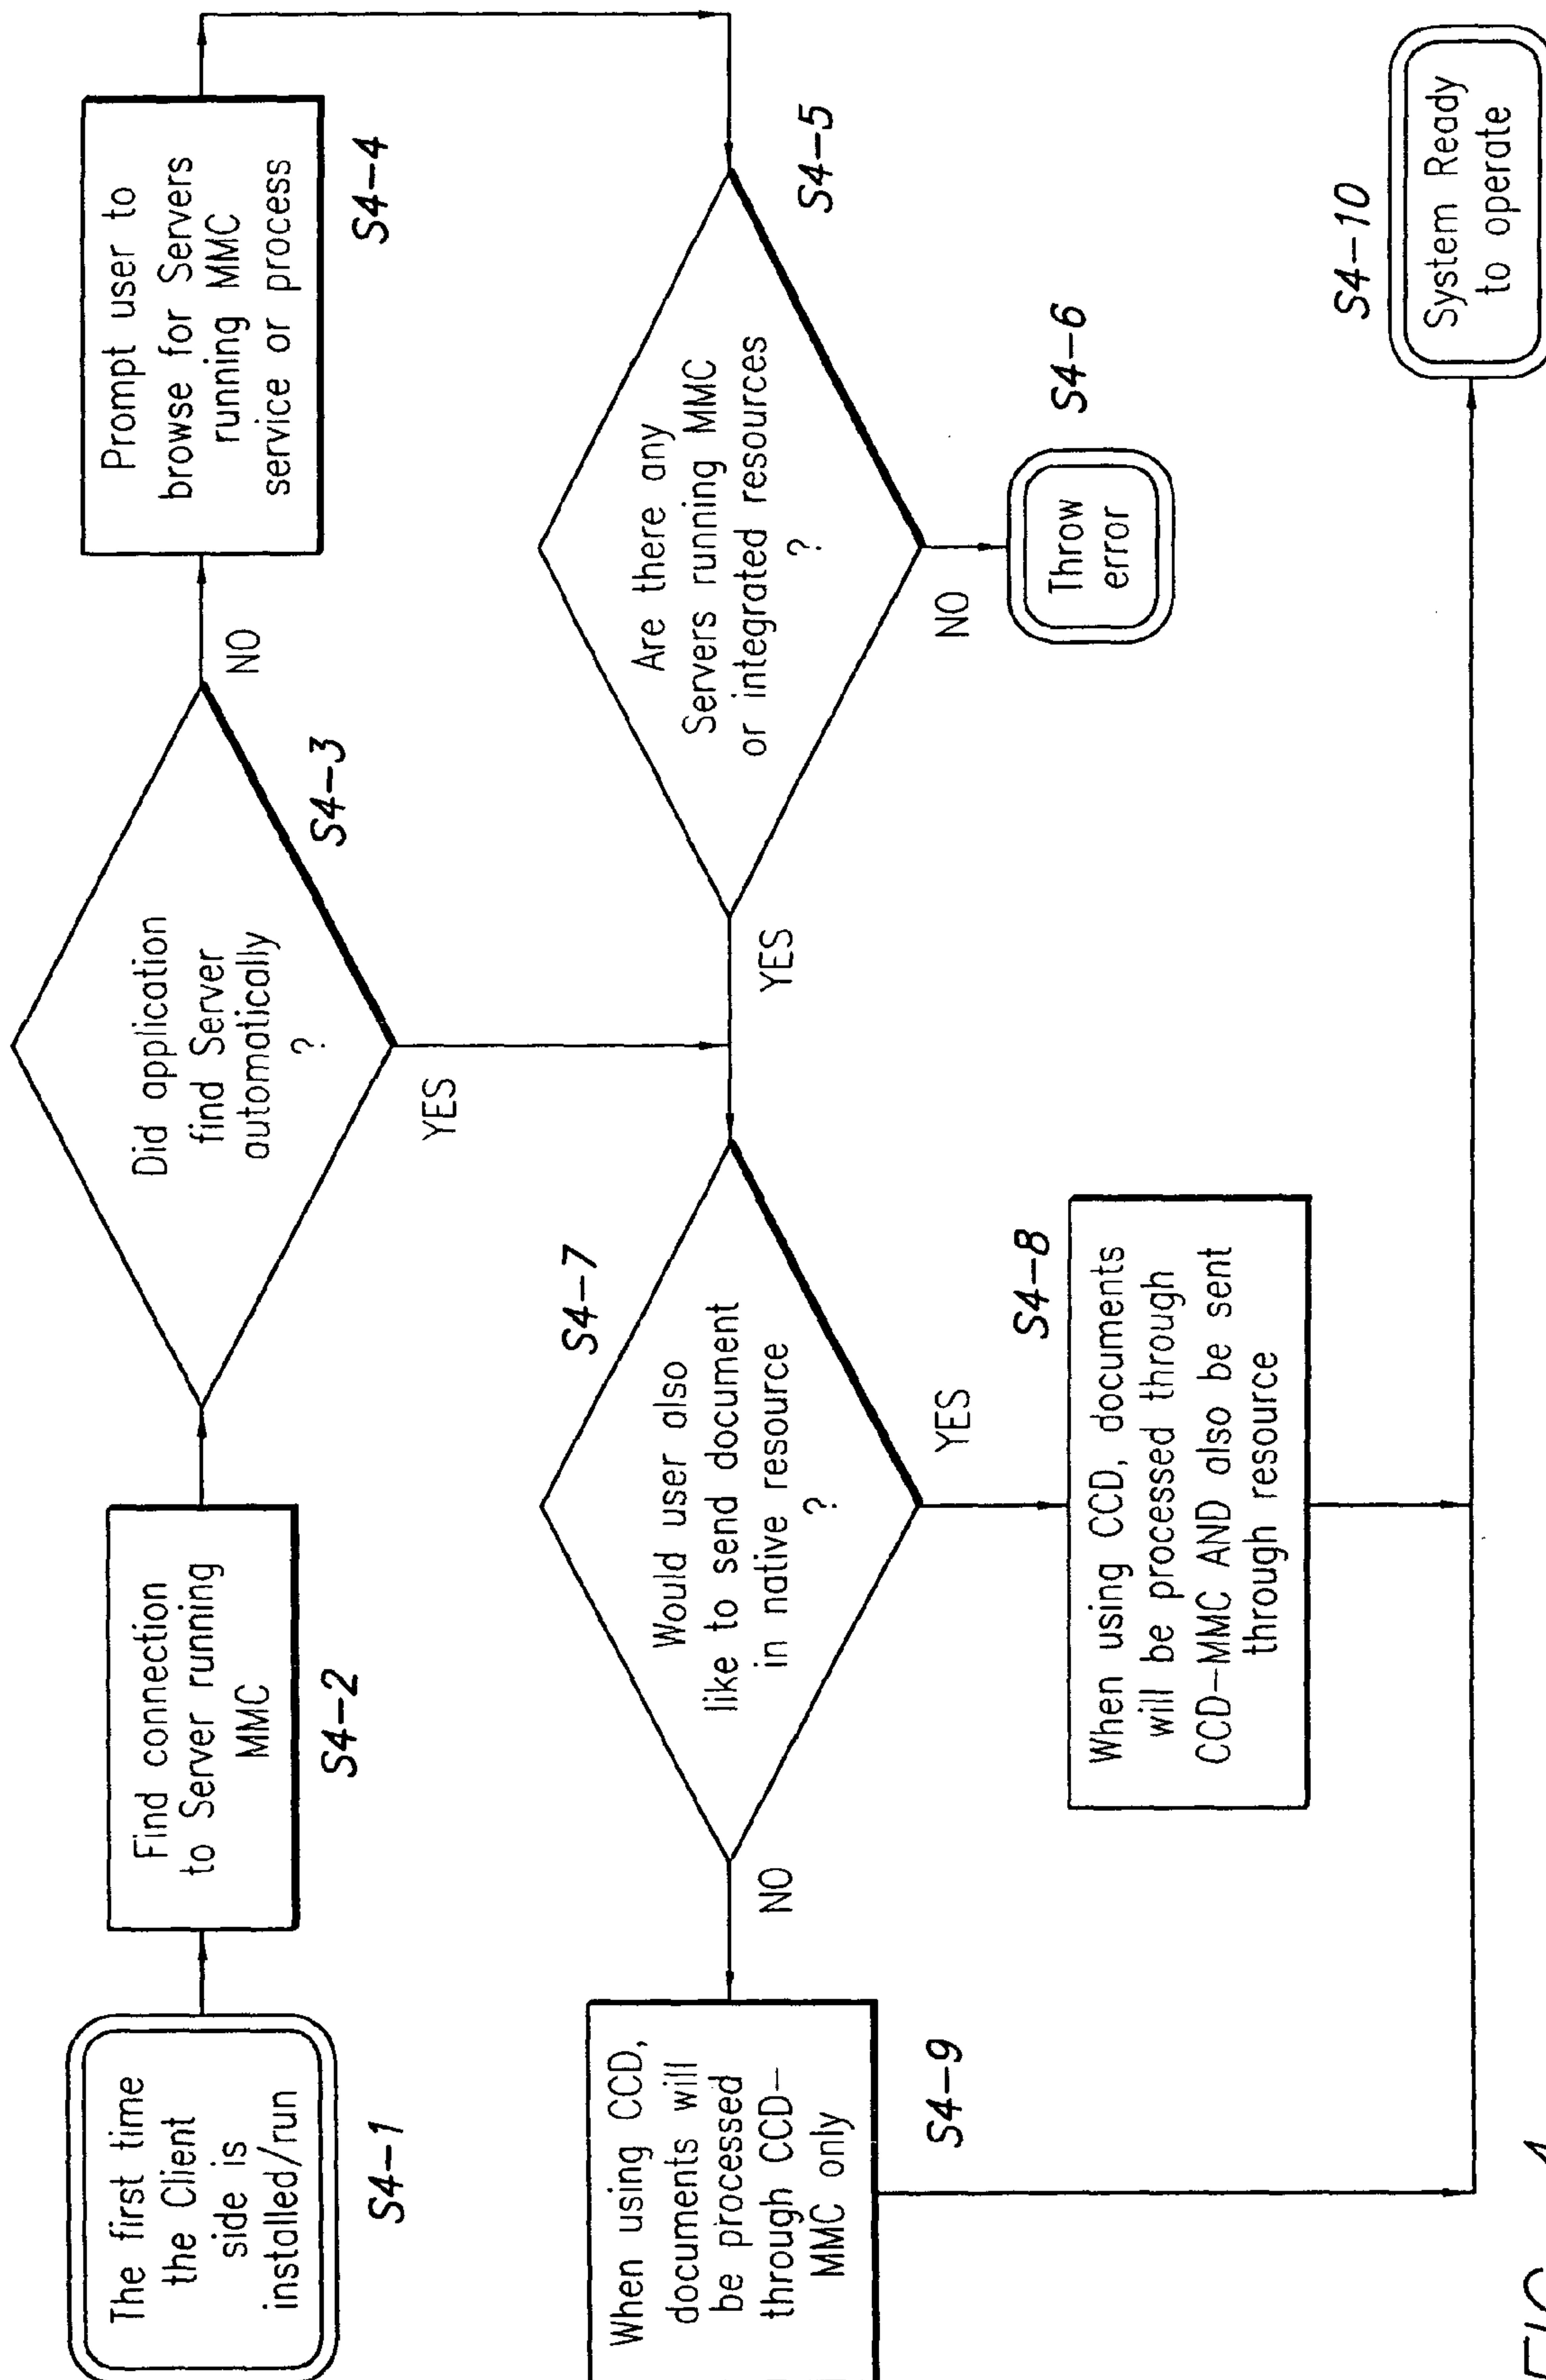 The first time
the Client
side is
installed/run
S4-1
Find connection
to Server running
MMC
S4-2
Did application
find Server
automatically
?
S4-3
NO
YES
Prompt user to
browse for Servers
running MMC
service or process
S4-4
Are there any
Servers running MMC
or integrated resources
?
S4-5
NO
YES
Throw
error
S4-6
Would user also
like to send document
in native resource
?
S4-7
YES
NO
When using CCD, documents
will be processed through
CCD-MMC AND also be sent
through resource
S4-8
When using CCD,
documents will
be processed
through CCD-
MMC only
S4-9
System Ready
to operate
S4-10